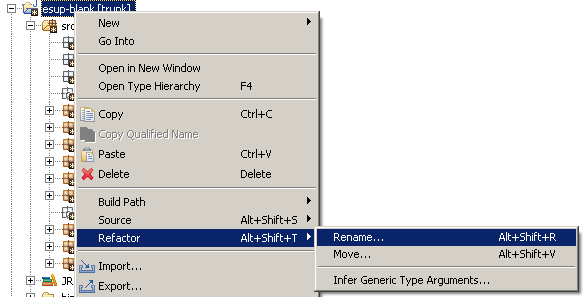 esup-blank [trunk]
src
New
Go Into
Open in New Window
Open Type Hierarchy F4
Copy Ctrl+C
Copy Qualified Name
Paste Ctrl+V
Delete Delete
Build Path
Source Alt+Shift+S
Refactor Alt+Shift+T
Rename... Alt+Shift+R
Move... Alt+Shift+V
Infer Generic Type Arguments...
JR
Import...
Export...